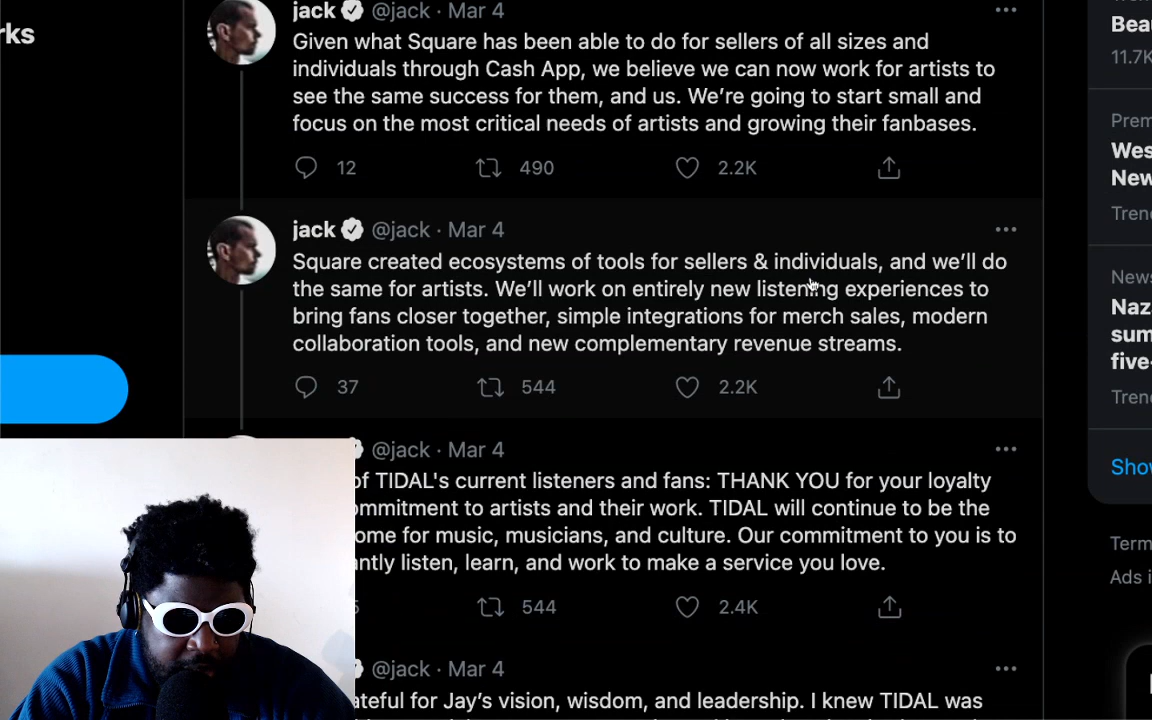 rks
jack @jack · Mar 4
Given what Square has been able to do for sellers of all sizes and
individuals through Cash App, we believe we can now work for artists to
see the same success for them, and us. We’re going to start small and
focus on the most critical needs of artists and growing their fanbases.
12 490 2.2K
jack @jack · Mar 4
Square created ecosystems of tools for sellers & individuals, and we’ll do
the same for artists. We’ll work on entirely new listening experiences to
bring fans closer together, simple integrations for merch sales, modern
collaboration tools, and new complementary revenue streams.
37 544 2.2K
@jack · Mar 4
of TIDAL's current listeners and fans: THANK YOU for your loyalty
ommitment to artists and their work. TIDAL will continue to be the
ome for music, musicians, and culture. Our commitment to you is to
antly listen, learn, and work to make a service you love.
544 2.4K
@jack · Mar 4
ateful for Jay’s vision, wisdom, and leadership. I knew TIDAL was
Beau
11.7K
Prem
Wes
New
Tren
News
Naz
sum
five-
Tren
Show
Term
Ads i